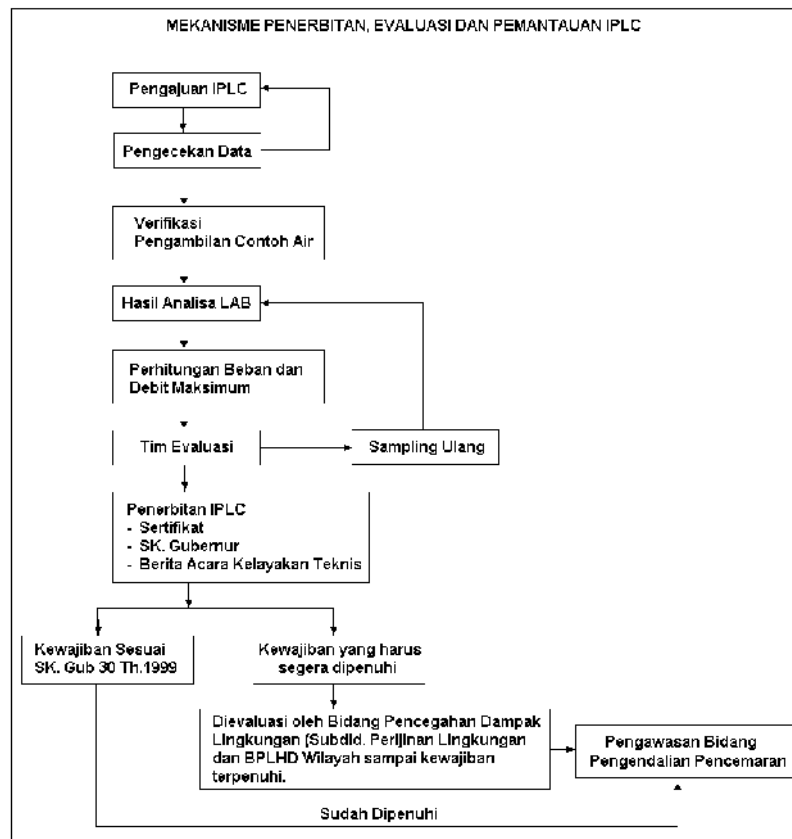 MEKANISME PENERBITAN, EVALUASI DAN PEMANTAUAN IPLC
Pengajuan IPLC
Pengecekan Data
Verifikasi
Pengambilan Contoh Air
Hasil Analisa LAB
Perhitungan Beban dan
Debit Maksimum
Tim Evaluasi
Sampling Ulang
Penerbitan IPLC
- Sertifikat
- SK. Gubernur
- Berita Acara Kelayakan Teknis
Kewajiban Sesuai
SK. Gub 30 Th.1999
Kewajiban yang harus
segera dipenuhi
Dievaluasi oleh Bidang Pencegahan Dampak
Lingkungan (Subdid. Perijinan Lingkungan
dan BPLHD Wilayah sampai kewajiban
terpenuhi.
Pengawasan Bidang
Pengendalian Pencemaran
Sudah Dipenuhi